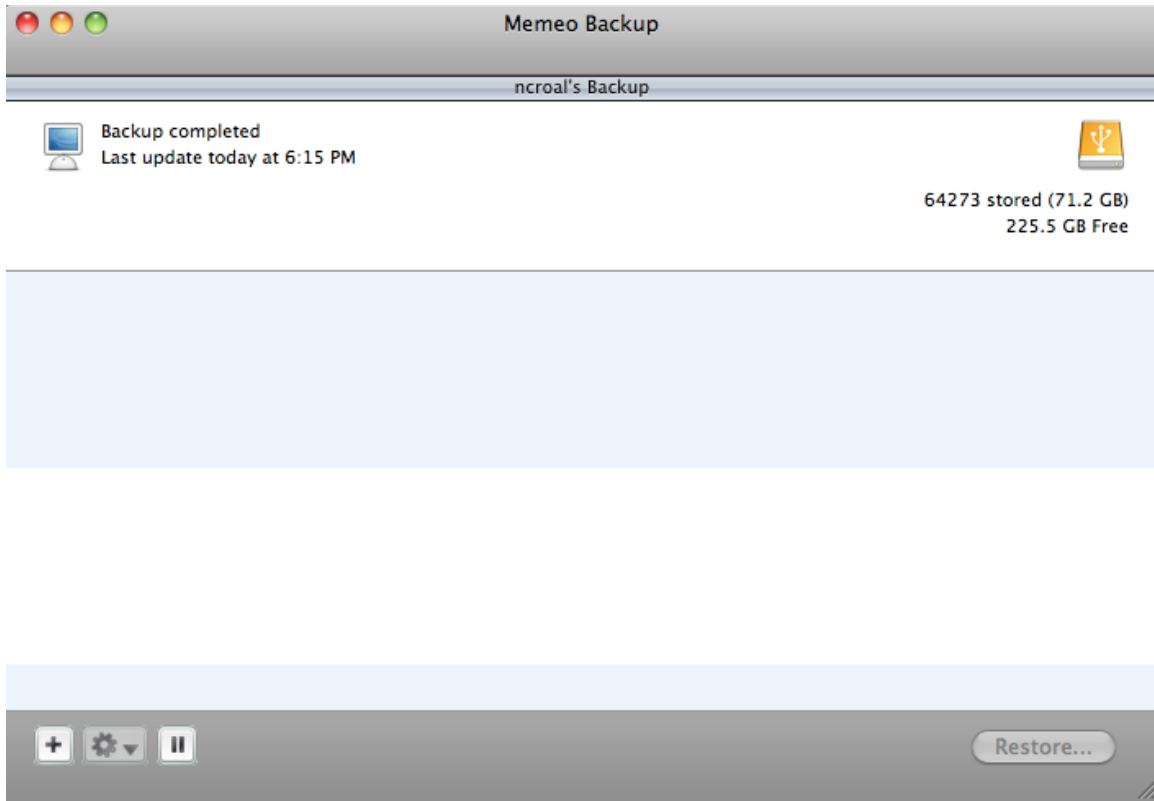 Memeo Backup
ncroal's Backup
Backup completed
Last update today at 6:15 PM
64273 stored (71.2 GB)
225.5 GB Free
Restore...